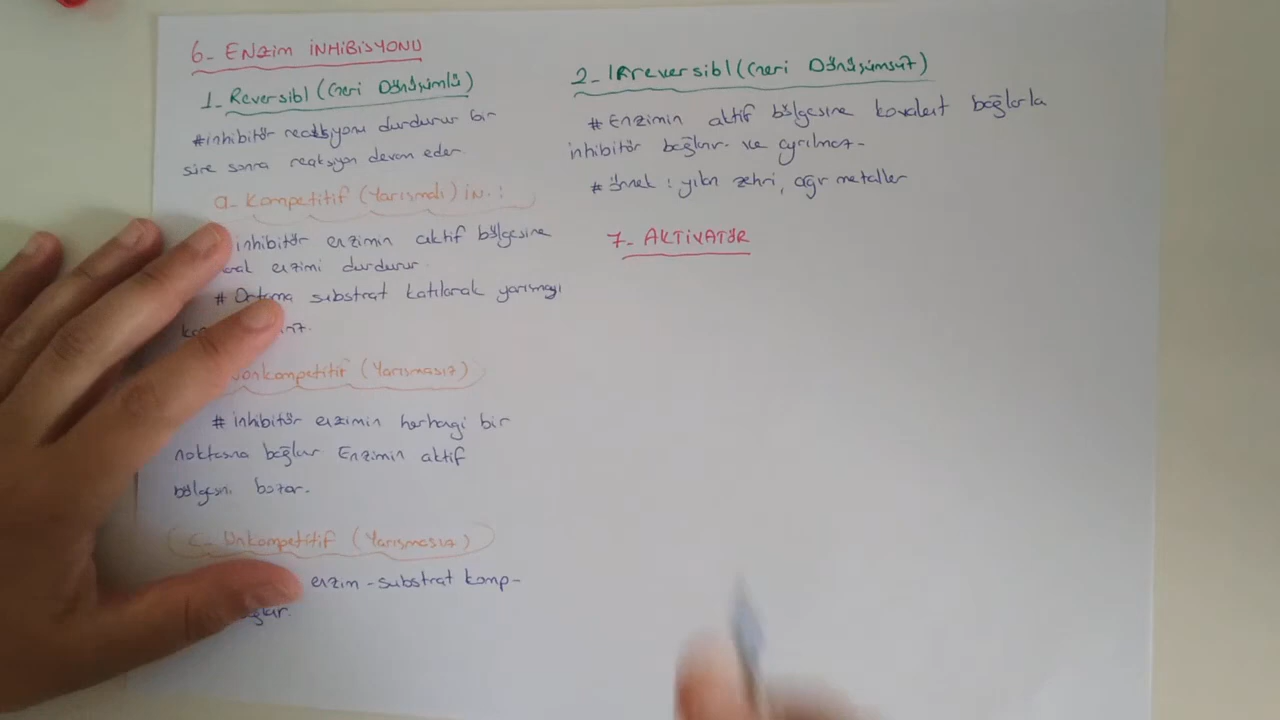 6- ENZİM İNHİBİSYONU
1- Reversibl (Geri Dönüşümlü)
#inhibitör reaksiyonu durdurur bir
süre sonra reaksiyon devam eder
a- Kompetitif (Yarışmalı) in. :
inhibitör enzimin aktif bölgesine
enzimi durdurur.
# Ortama substrat katılarak yarışmayı
(Yarışmasız)
# inhibitör enzimin herhangi bir
noktasına bağlanır Enzimin aktif
bölgesini bozar.
c- Unkompetitif (Yarışmasız)
enzim - substrat komp-
2- IRreversibl (Geri Dönüşümsüz)
# Enzimin aktif bölgesine kovalent bağlarla
inhibitör bağlanır. ve ayrılmaz-
# Örnek : yılan zehri, ağır metaller
7- AKTİVATÖR